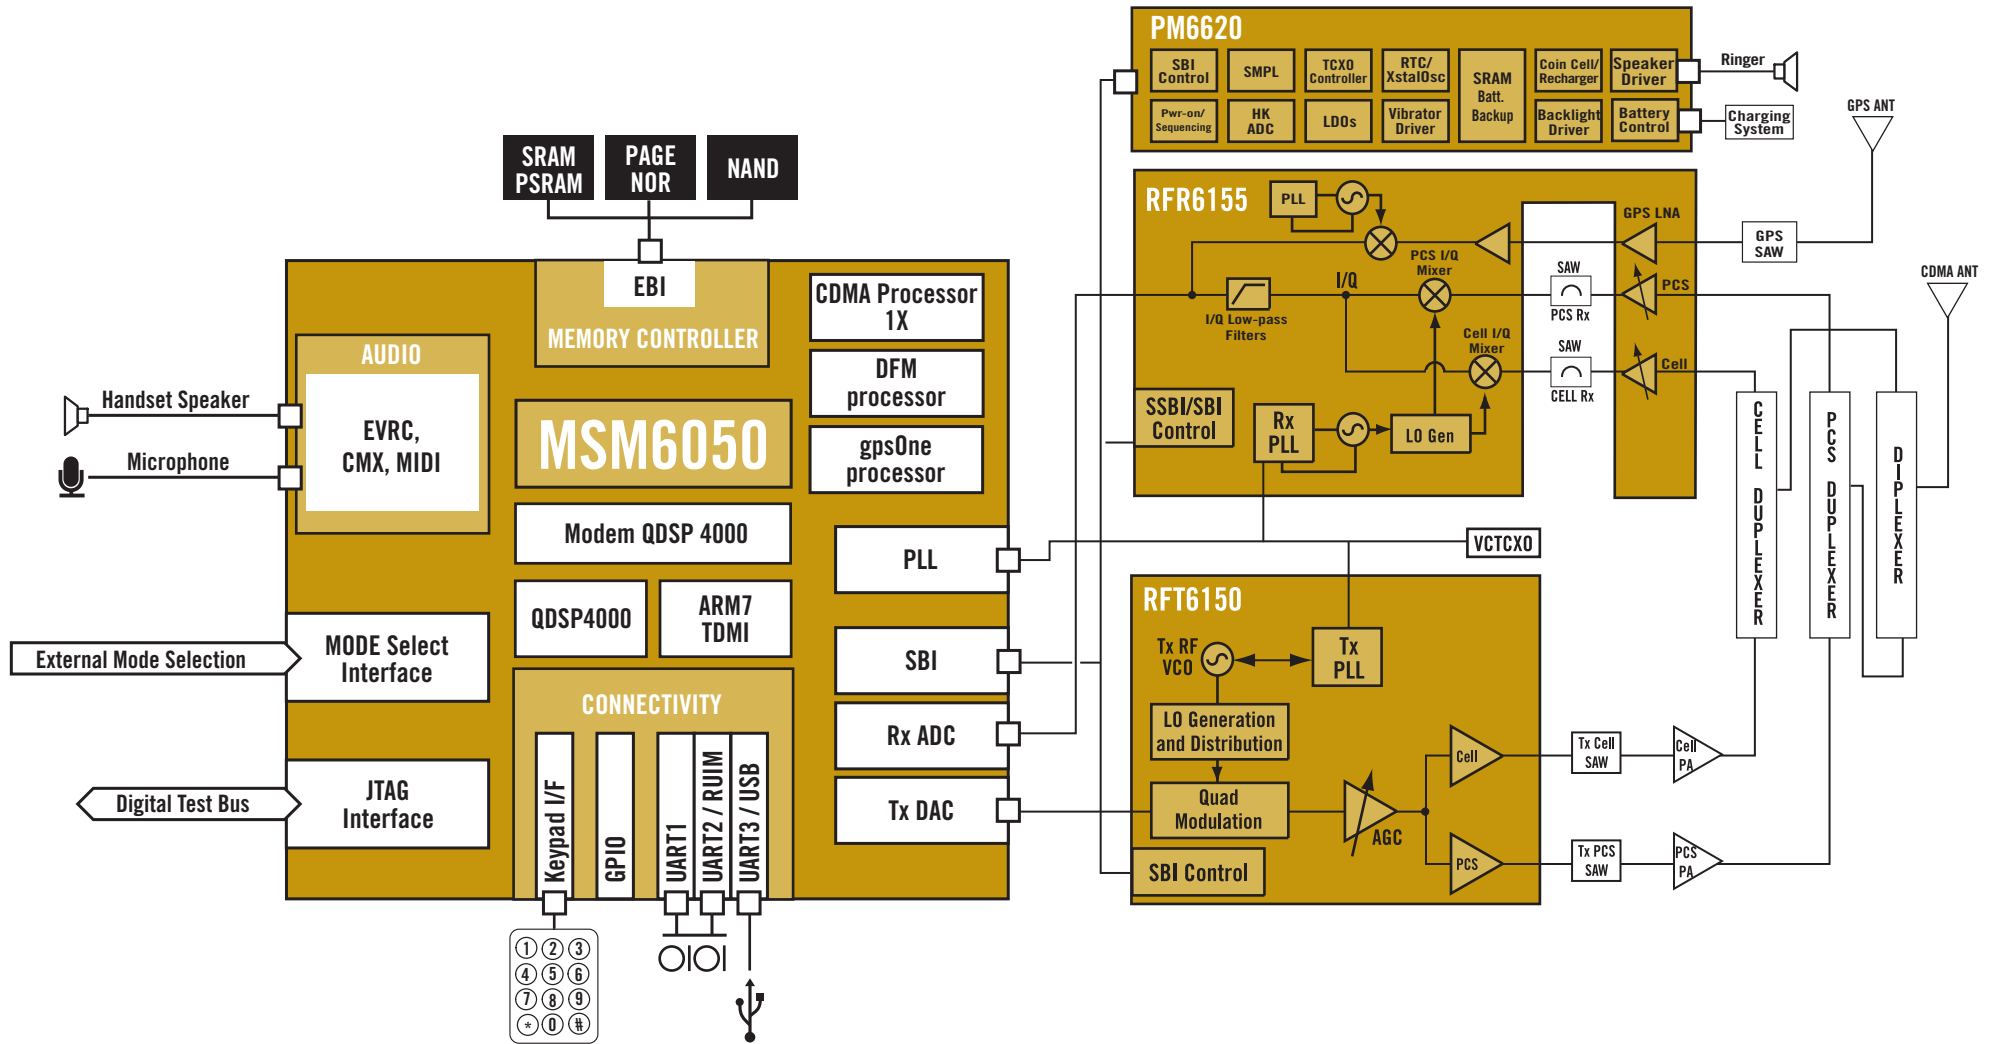 PM6620
SBI
Control
SMPL
TCXO
Controller
RTC/
XstalOsc
SRAM
Batt.
Backup
Coin Cell/
Recharger
Speaker
Driver
Pwr-on/
Sequencing
HK
ADC
LDOs
Vibrator
Driver
Backlight
Driver
Battery
Control
Ringer
Charging
System
GPS ANT
SRAM
PSRAM
PAGE
NOR
NAND
EBI
MEMORY CONTROLLER
CDMA Processor
1X
DFM
processor
gpsOne
processor
AUDIO
EVRC,
CMX, MIDI
Handset Speaker
Microphone
MSM6050
Modem QDSP 4000
QDSP4000
ARM7
TDMI
PLL
SBI
Rx ADC
Tx DAC
External Mode Selection
MODE Select
Interface
Digital Test Bus
JTAG
Interface
CONNECTIVITY
Keypad I/F
GPIO
UART1
UART2 / RUIM
UART3 / USB
1
2
3
4
5
6
7
8
9
*
0
#
RFR6155
PLL
GPS LNA
GPS
SAW
PCS I/Q
Mixer
I/Q
I/Q Low-pass
Filters
SAW
PCS Rx
PCS
Cell I/Q
Mixer
SAW
CELL Rx
Cell
SSBI/SBI
Control
Rx
PLL
LO Gen
CDMA ANT
CELL DUPLEXER
PCS DUPLEXER
DIPLEXER
VCTCXO
RFT6150
Tx RF
VCO
Tx
PLL
LO Generation
and Distribution
Quad
Modulation
AGC
Cell
PCS
SBI Control
Tx Cell
SAW
Cell
PA
Tx PCS
SAW
PCS
PA